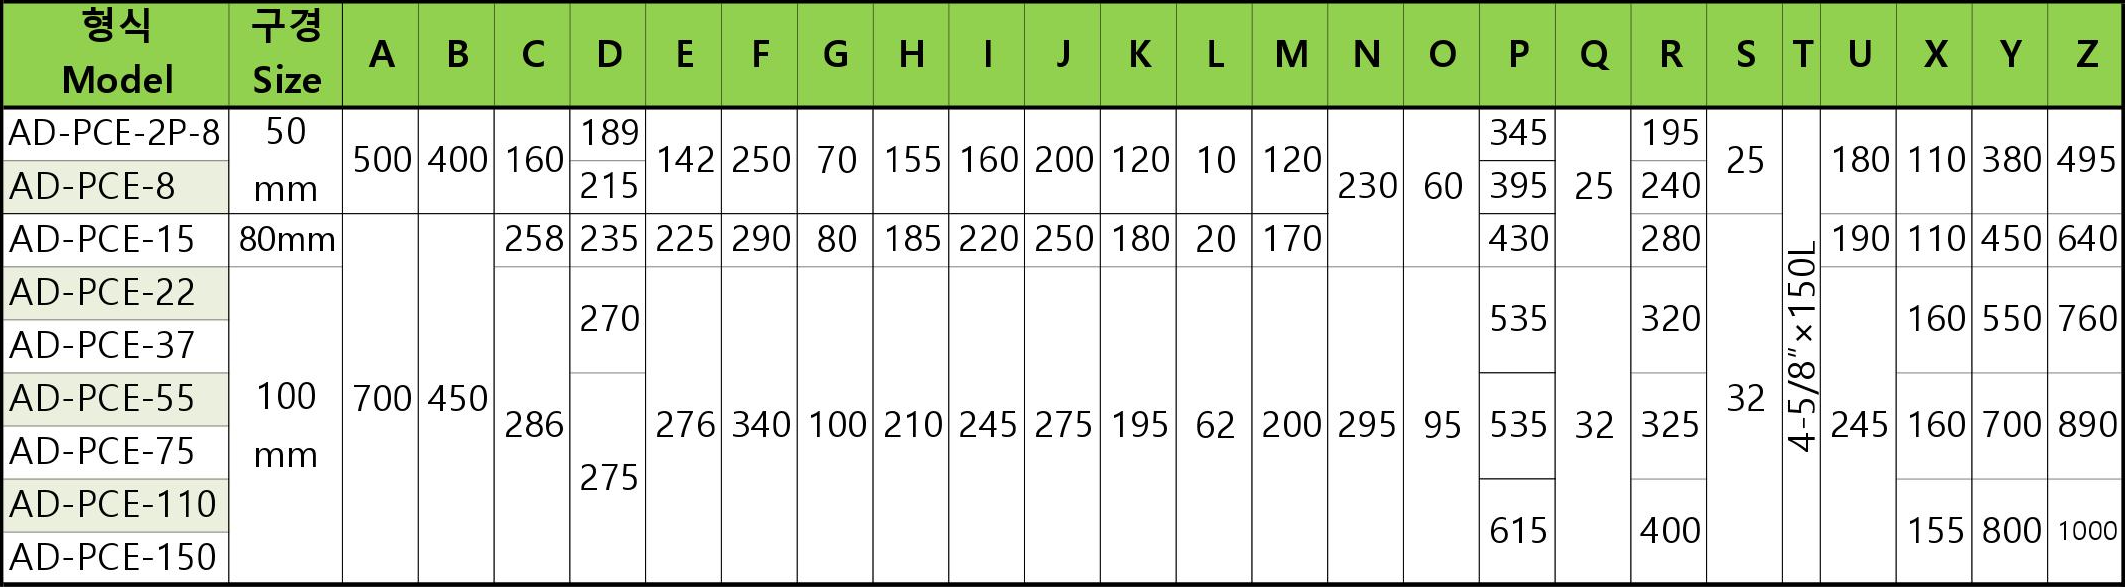 형식 구경 A B C D E F G H I J K L M N O P Q R S T U X Y Z
Model Size
AD-PCE-2P-8 50 mm 500 400 160 189 142 250 70 155 160 200 120 10 120 230 60 345 25 195 25 4-5/8"×150L 180 110 380 495
AD-PCE-8 215 395 240
AD-PCE-15 80mm 700 450 258 235 225 290 80 185 220 250 180 20 170 430 280 32 190 110 450 640
AD-PCE-22 100 mm 286 270 276 340 100 210 245 275 195 62 200 295 95 535 32 320 245 160 550 760
AD-PCE-37
AD-PCE-55 275 535 325 160 700 890
AD-PCE-75
AD-PCE-110 615 400 155 800 1000
AD-PCE-150